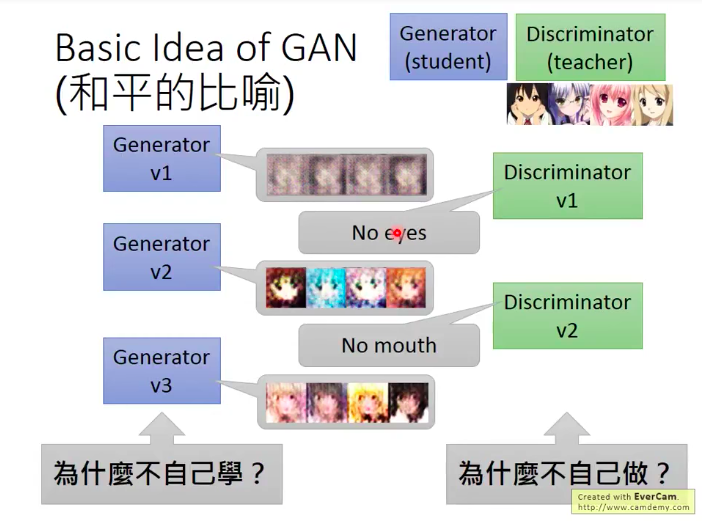 Basic Idea of GAN
(和平的比喻)
Generator
(student)
Discriminator
(teacher)
Generator
v1
Discriminator
v1
No eyes
Generator
v2
Discriminator
v2
No mouth
Generator
v3
為什麼不自己學？
為什麼不自己做？
Created with EverCam.
http://www.camdemy.com